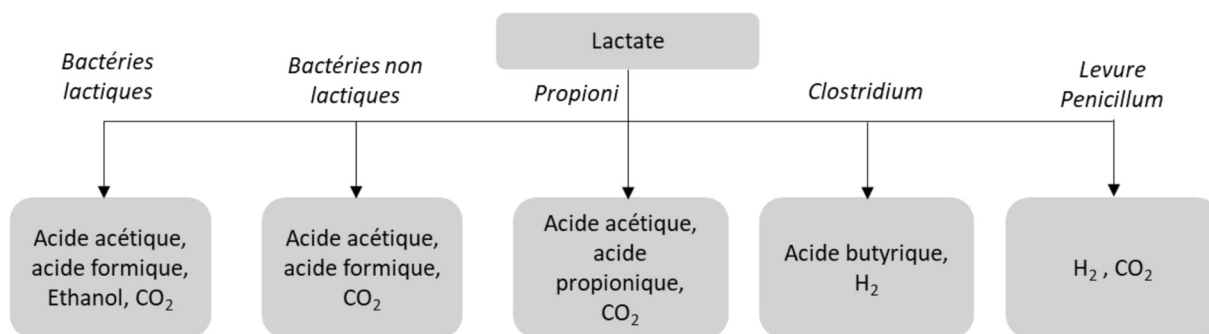 Lactate
Bactéries
lactiques
Bactéries non
lactiques
Propioni
Clostridium
Levure
Penicillum
Acide acétique,
acide formique,
Ethanol, CO₂
Acide acétique,
acide formique,
CO₂
Acide acétique,
acide
propionique,
CO₂
Acide butyrique,
H₂
H₂ , CO₂